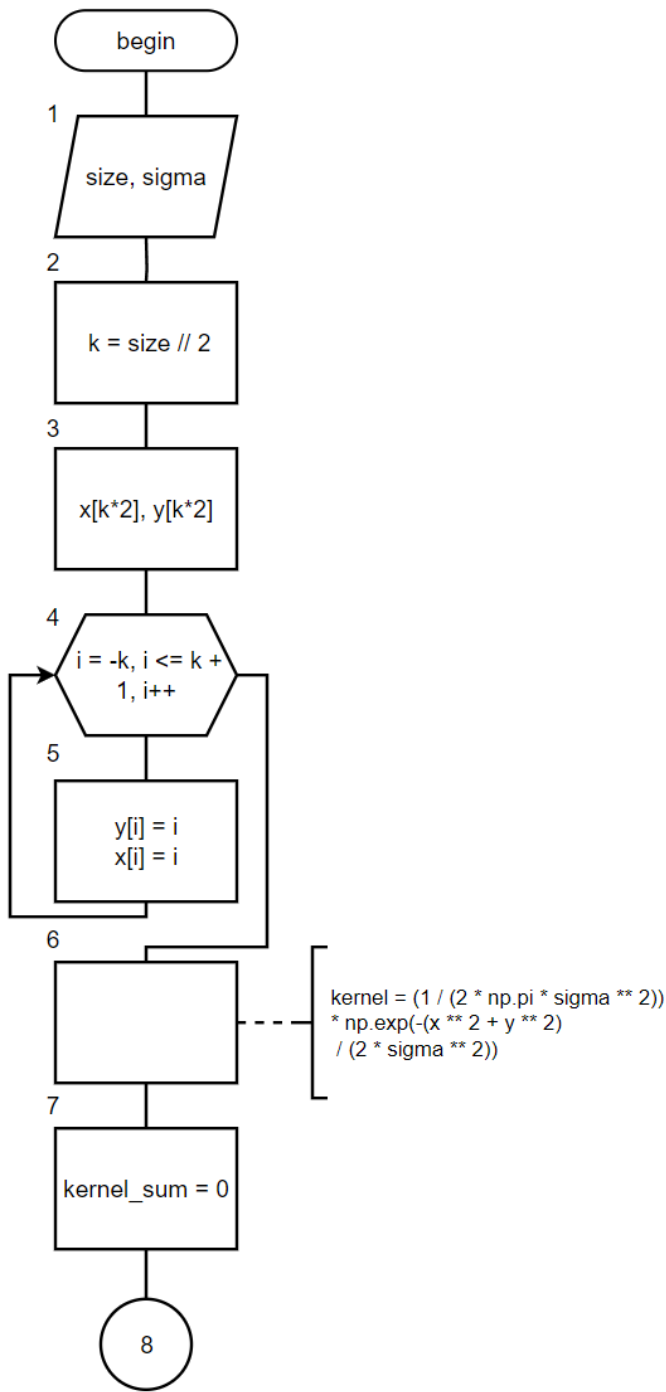 begin
1
size, sigma
2
k = size // 2
3
x[k*2], y[k*2]
4
i = -k, i <= k +
1, i++
5
y[i] = i
x[i] = i
6
kernel = (1 / (2 * np.pi * sigma ** 2))
* np.exp(-(x ** 2 + y ** 2)
/ (2 * sigma ** 2))
7
kernel_sum = 0
8